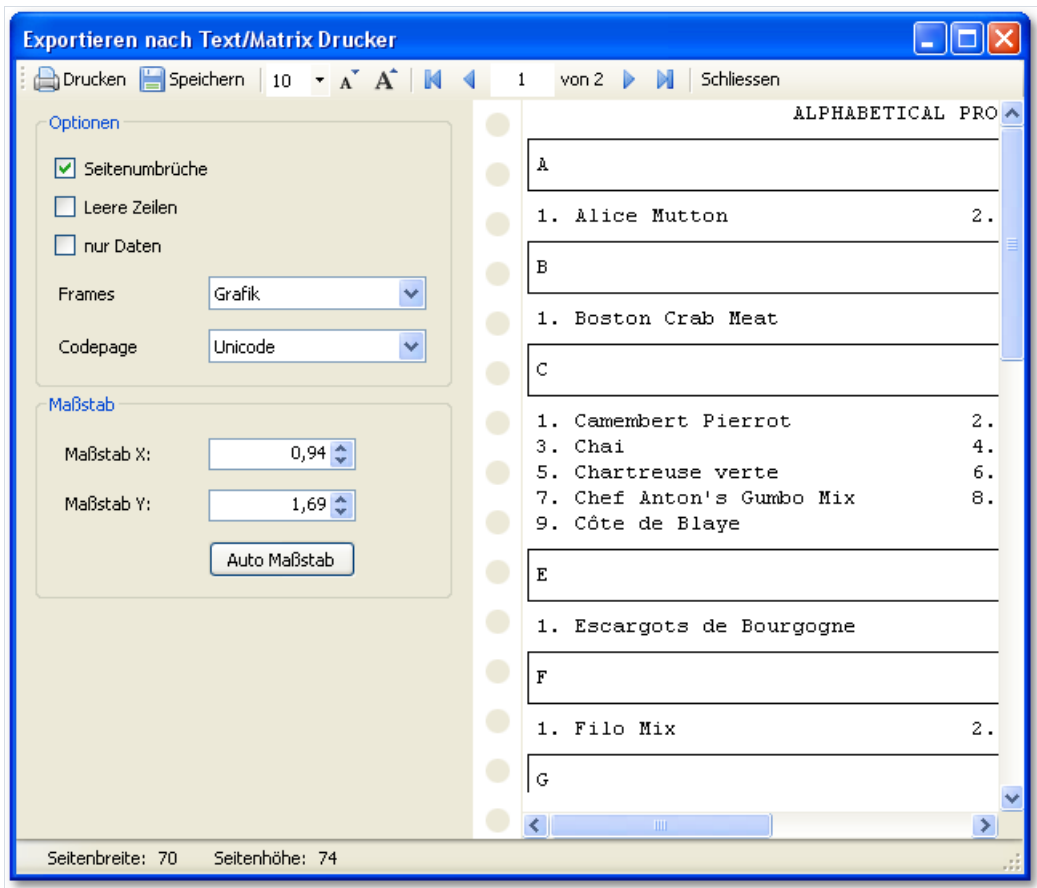 Exportieren nach Text/Matrix Drucker
Drucken Speichern 10 A A 1 von 2 Schliessen
Optionen
Seitenumbrüche
Leere Zeilen
nur Daten
Frames Grafik
Codepage Unicode
Maßstab
Maßstab X: 0,94
Maßstab Y: 1,69
Auto Maßstab
ALPHABETICAL PRO
A
1. Alice Mutton 2.
B
1. Boston Crab Meat
C
1. Camembert Pierrot 2.
3. Chai 4.
5. Chartreuse verte 6.
7. Chef Anton's Gumbo Mix 8.
9. Côte de Blaye
E
1. Escargots de Bourgogne
F
1. Filo Mix 2.
G
Seitenbreite: 70 Seitenhöhe: 74